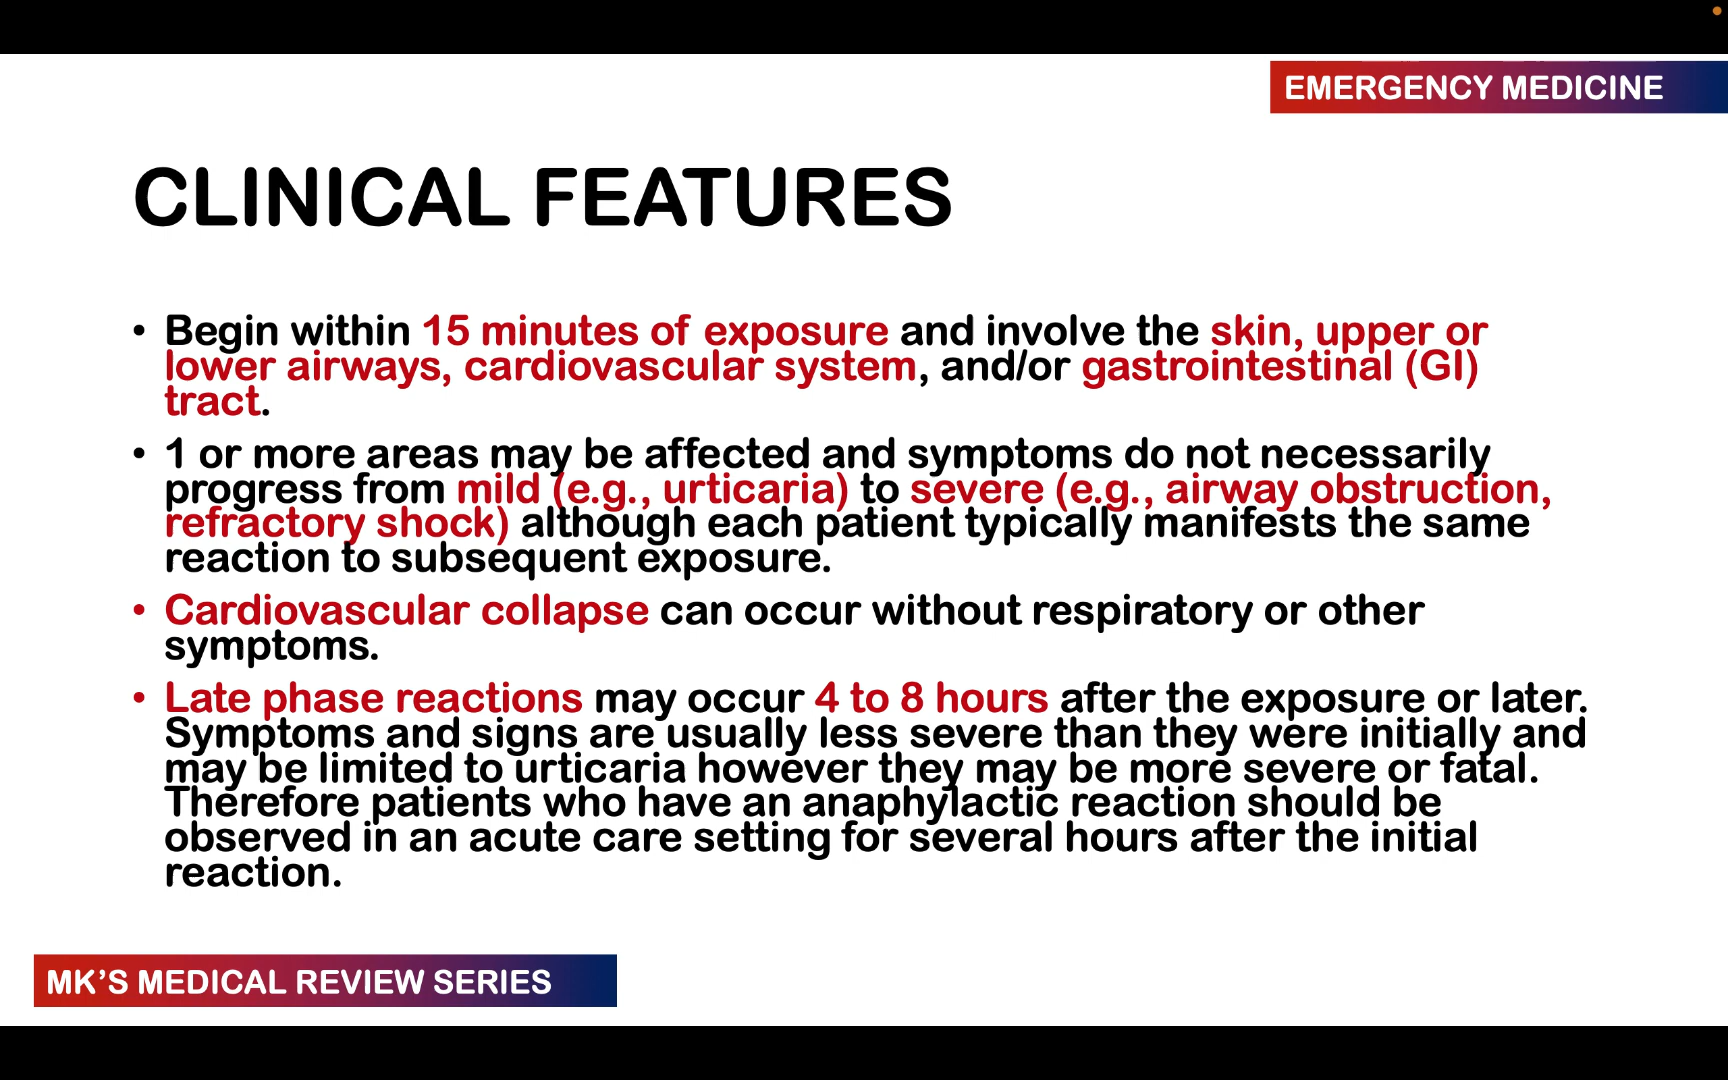 EMERGENCY MEDICINE
CLINICAL FEATURES
• Begin within 15 minutes of exposure and involve the skin, upper or
lower airways, cardiovascular system, and/or gastrointestinal (GI)
tract.
• 1 or more areas may be affected and symptoms do not necessarily
progress from mild (e.g., urticaria) to severe (e.g., airway obstruction,
refractory shock) although each patient typically manifests the same
reaction to subsequent exposure.
• Cardiovascular collapse can occur without respiratory or other
symptoms.
• Late phase reactions may occur 4 to 8 hours after the exposure or later.
Symptoms and signs are usually less severe than they were initially and
may be limited to urticaria however they may be more severe or fatal.
Therefore patients who have an anaphylactic reaction should be
observed in an acute care setting for several hours after the initial
reaction.
MK’S MEDICAL REVIEW SERIES